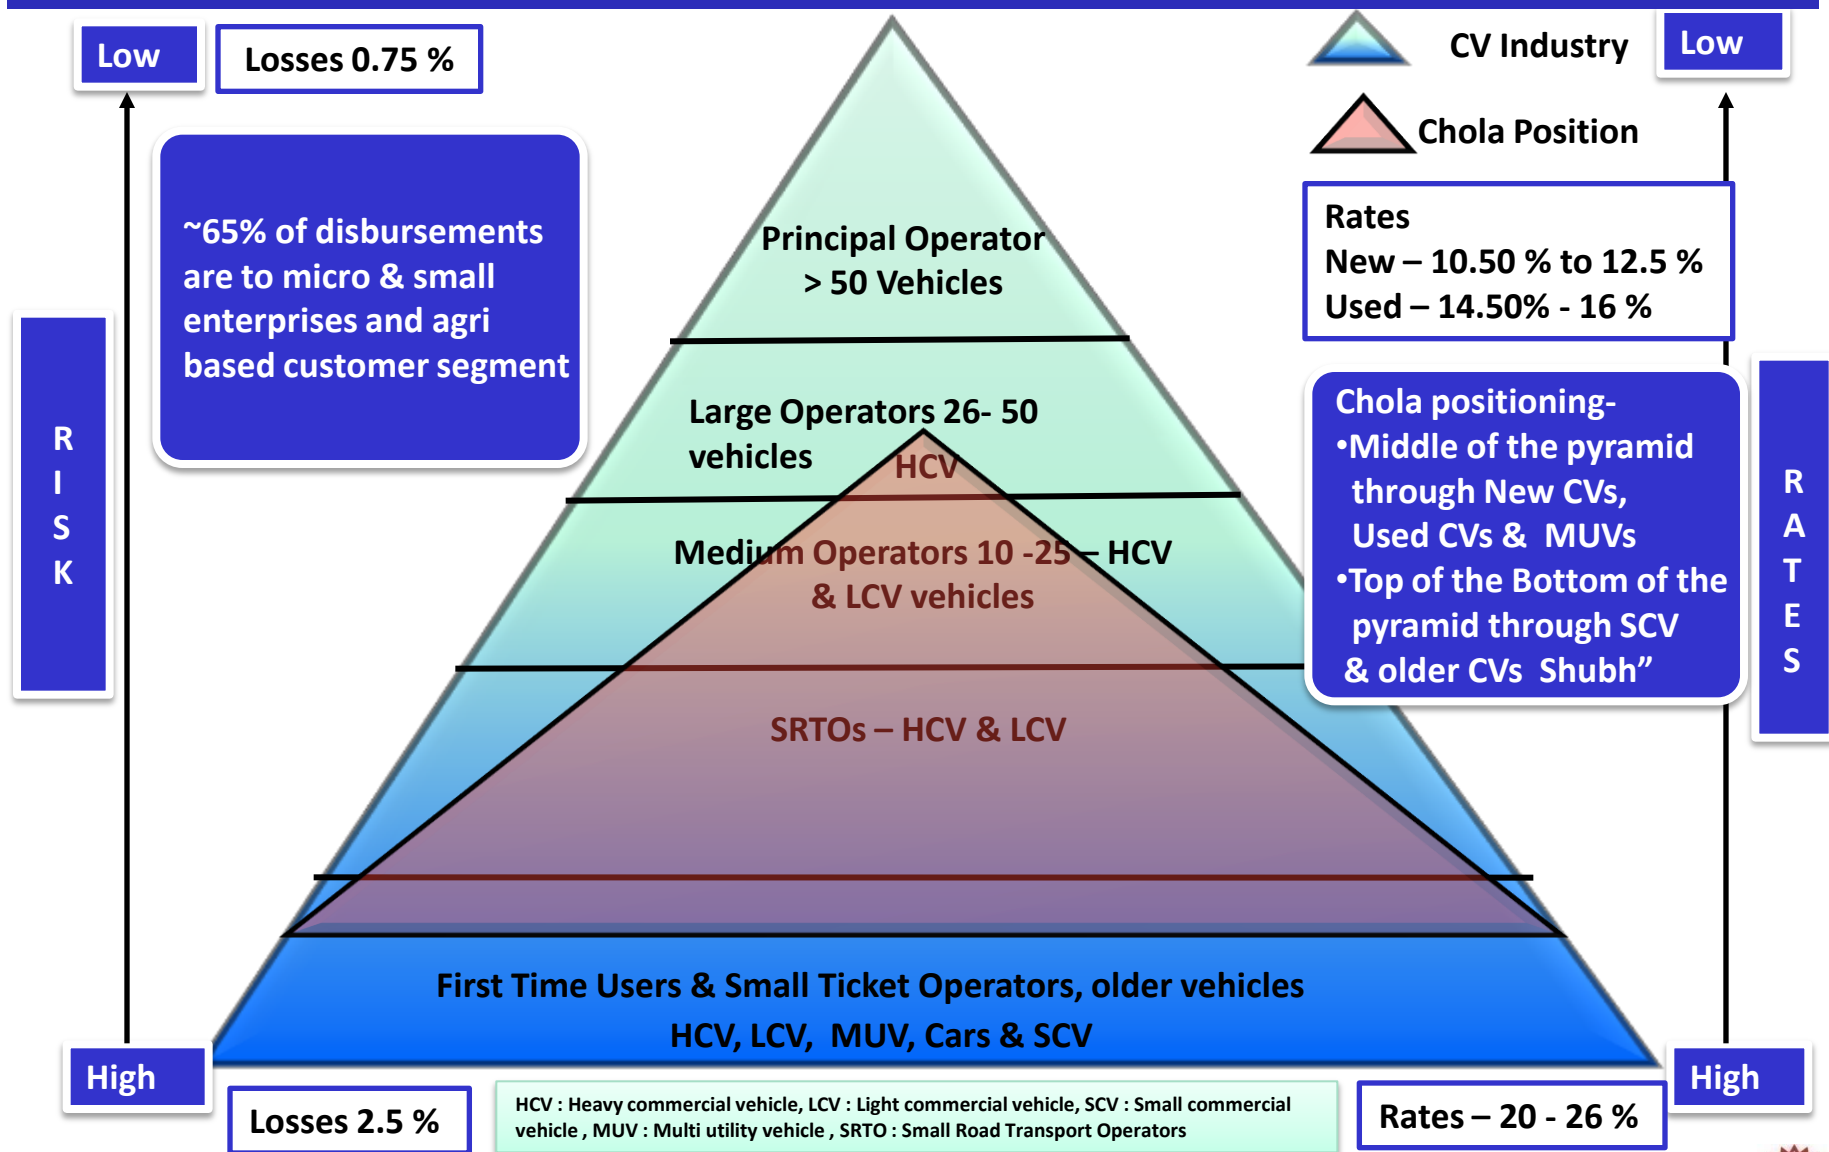 Low
Losses 0.75 %
CV Industry
Low
Chola Position
~65% of disbursements
are to micro & small
enterprises and agri
based customer segment
Principal Operator
> 50 Vehicles
Rates
New – 10.50 % to 12.5 %
Used – 14.50% - 16 %
Large Operators 26- 50
vehicles
HCV
Chola positioning-
•Middle of the pyramid
through New CVs,
Used CVs & MUVs
•Top of the Bottom of the
pyramid through SCV
& older CVs Shubh”
R
I
S
K
R
A
T
E
S
Medium Operators 10 -25 – HCV
& LCV vehicles
SRTOs – HCV & LCV
First Time Users & Small Ticket Operators, older vehicles
HCV, LCV, MUV, Cars & SCV
High
High
Losses 2.5 %
HCV : Heavy commercial vehicle, LCV : Light commercial vehicle, SCV : Small commercial
vehicle , MUV : Multi utility vehicle , SRTO : Small Road Transport Operators
Rates – 20 - 26 %